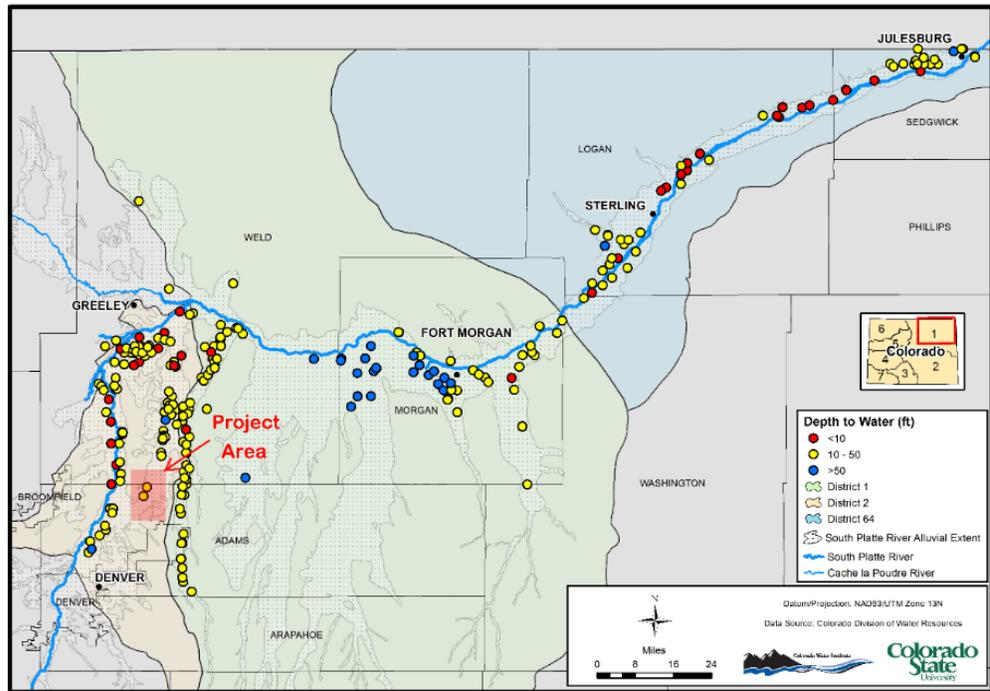 JULESBURG
SEDGWICK
LOGAN
STERLING
PHILLIPS
WELD
GREELEY
FORT MORGAN
6
1
5
Colorado
4
2
7
3
MORGAN
Project
Area
Depth to Water (ft)
<10
10 - 50
>50
District 1
District 2
District 64
South Platte River Alluvial Extent
South Platte River
Cache la Poudre River
WASHINGTON
BROOMFIELD
ADAMS
DENVER
DENVER
ARAPAHOE
N
Datum/Projection: NAD83/UTM Zone 13N
Data Source: Colorado Division of Water Resources
Miles
0 8 16 24
Colorado Water Institute
Colorado
State
University